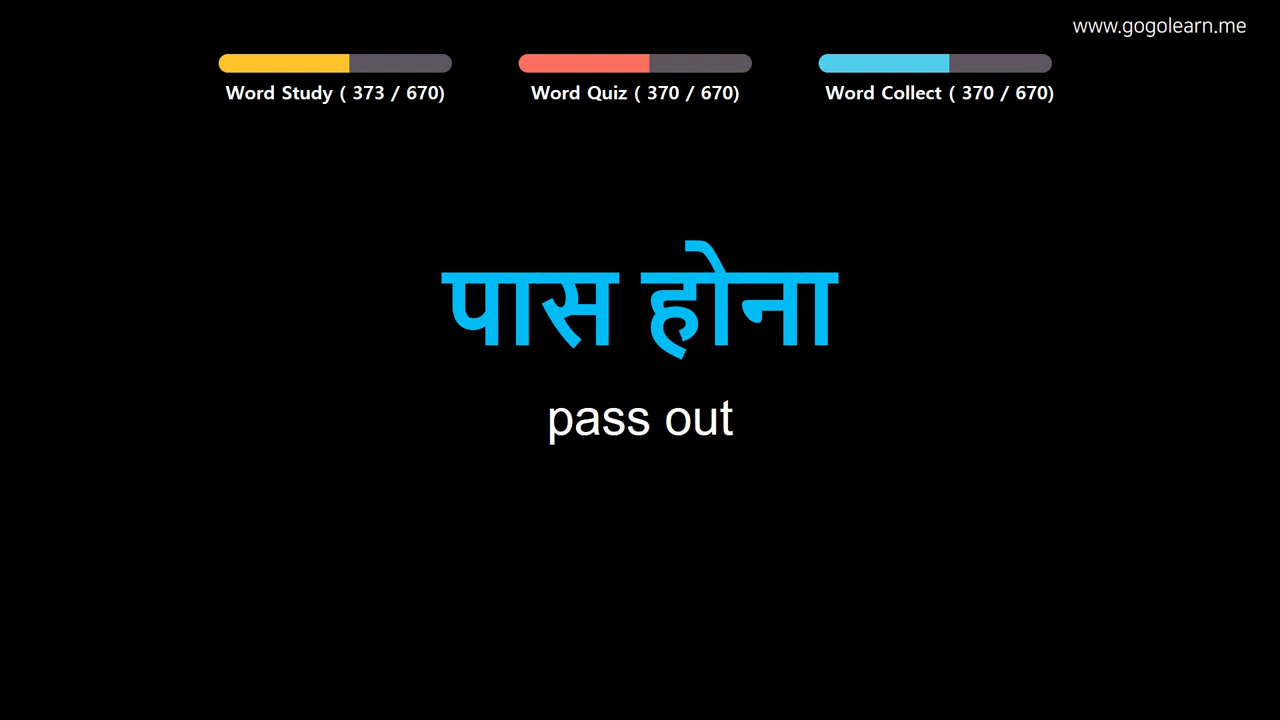 www.gogolearn.me
Word Study ( 373 / 670)
Word Quiz ( 370 / 670)
Word Collect ( 370 / 670)
पास होना
pass out